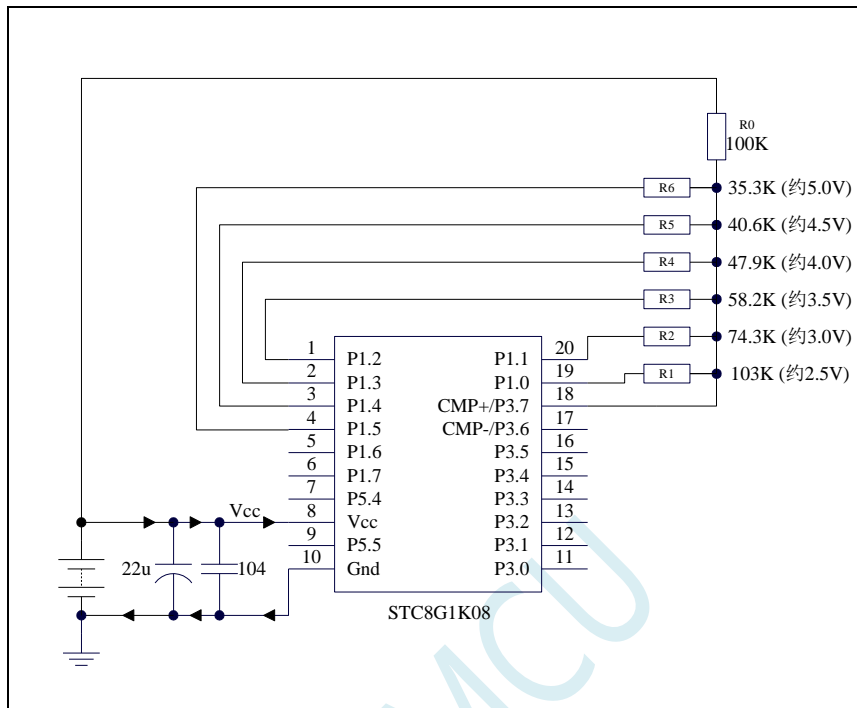 R0
100K
R6 35.3K (约5.0V)
R5 40.6K (约4.5V)
R4 47.9K (约4.0V)
R3 58.2K (约3.5V)
R2 74.3K (约3.0V)
R1 103K (约2.5V)
1 P1.2 P1.1 20
2 P1.3 P1.0 19
3 P1.4 CMP+/P3.7 18
4 P1.5 CMP-/P3.6 17
5 P1.6 P3.5 16
6 P1.7 P3.4 15
7 P5.4 P3.3 14
Vcc 8 Vcc P3.2 13
9 P5.5 P3.1 12
22u 104 10 Gnd P3.0 11
STC8G1K08
MCU